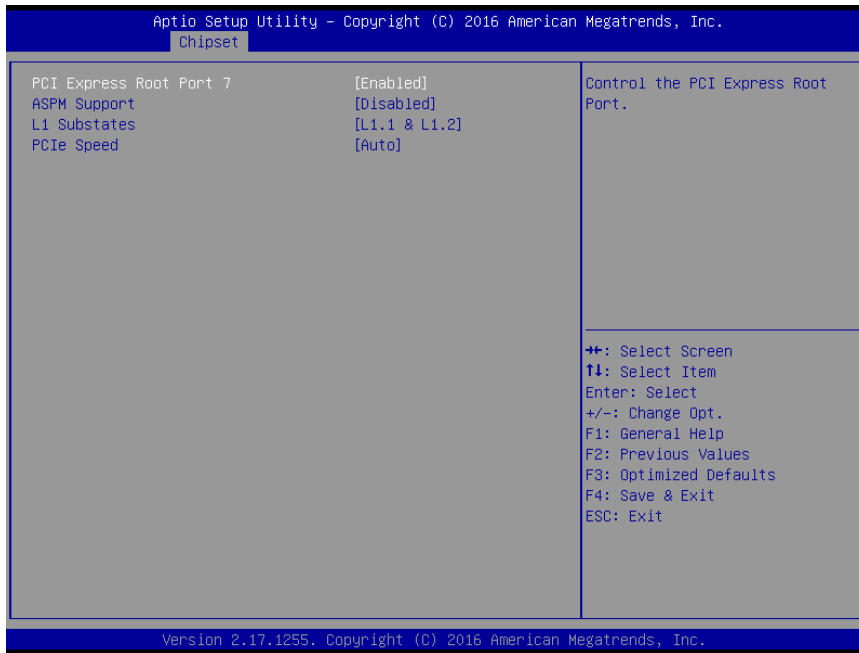 Aptio Setup Utility – Copyright (C) 2016 American Megatrends, Inc.
Chipset
PCI Express Root Port 7 [Enabled]
ASPM Support [Disabled]
L1 Substates [L1.1 & L1.2]
PCIe Speed [Auto]
Control the PCI Express Root
Port.
→←: Select Screen
↑↓: Select Item
Enter: Select
+/-: Change Opt.
F1: General Help
F2: Previous Values
F3: Optimized Defaults
F4: Save & Exit
ESC: Exit
Version 2.17.1255. Copyright (C) 2016 American Megatrends, Inc.